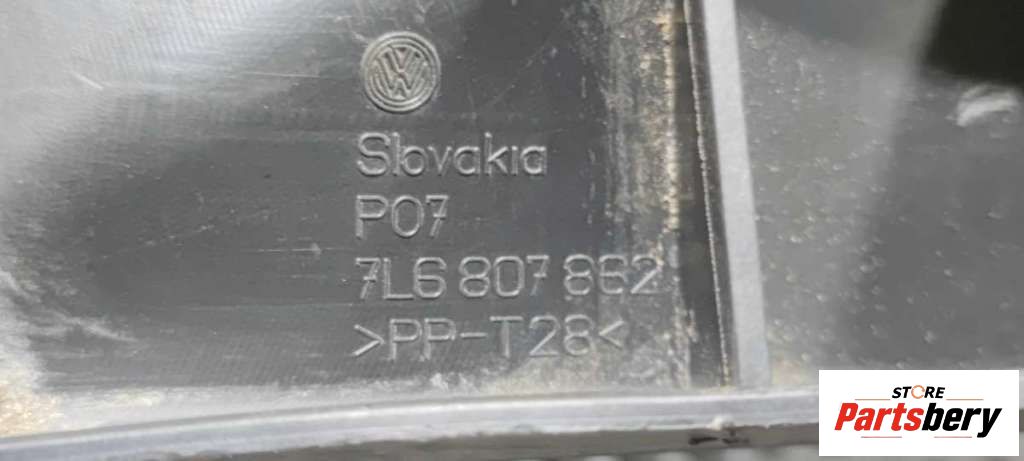 Slovakia
P07
7L6 807 862
>PP-T28<
STORE
Partsbery